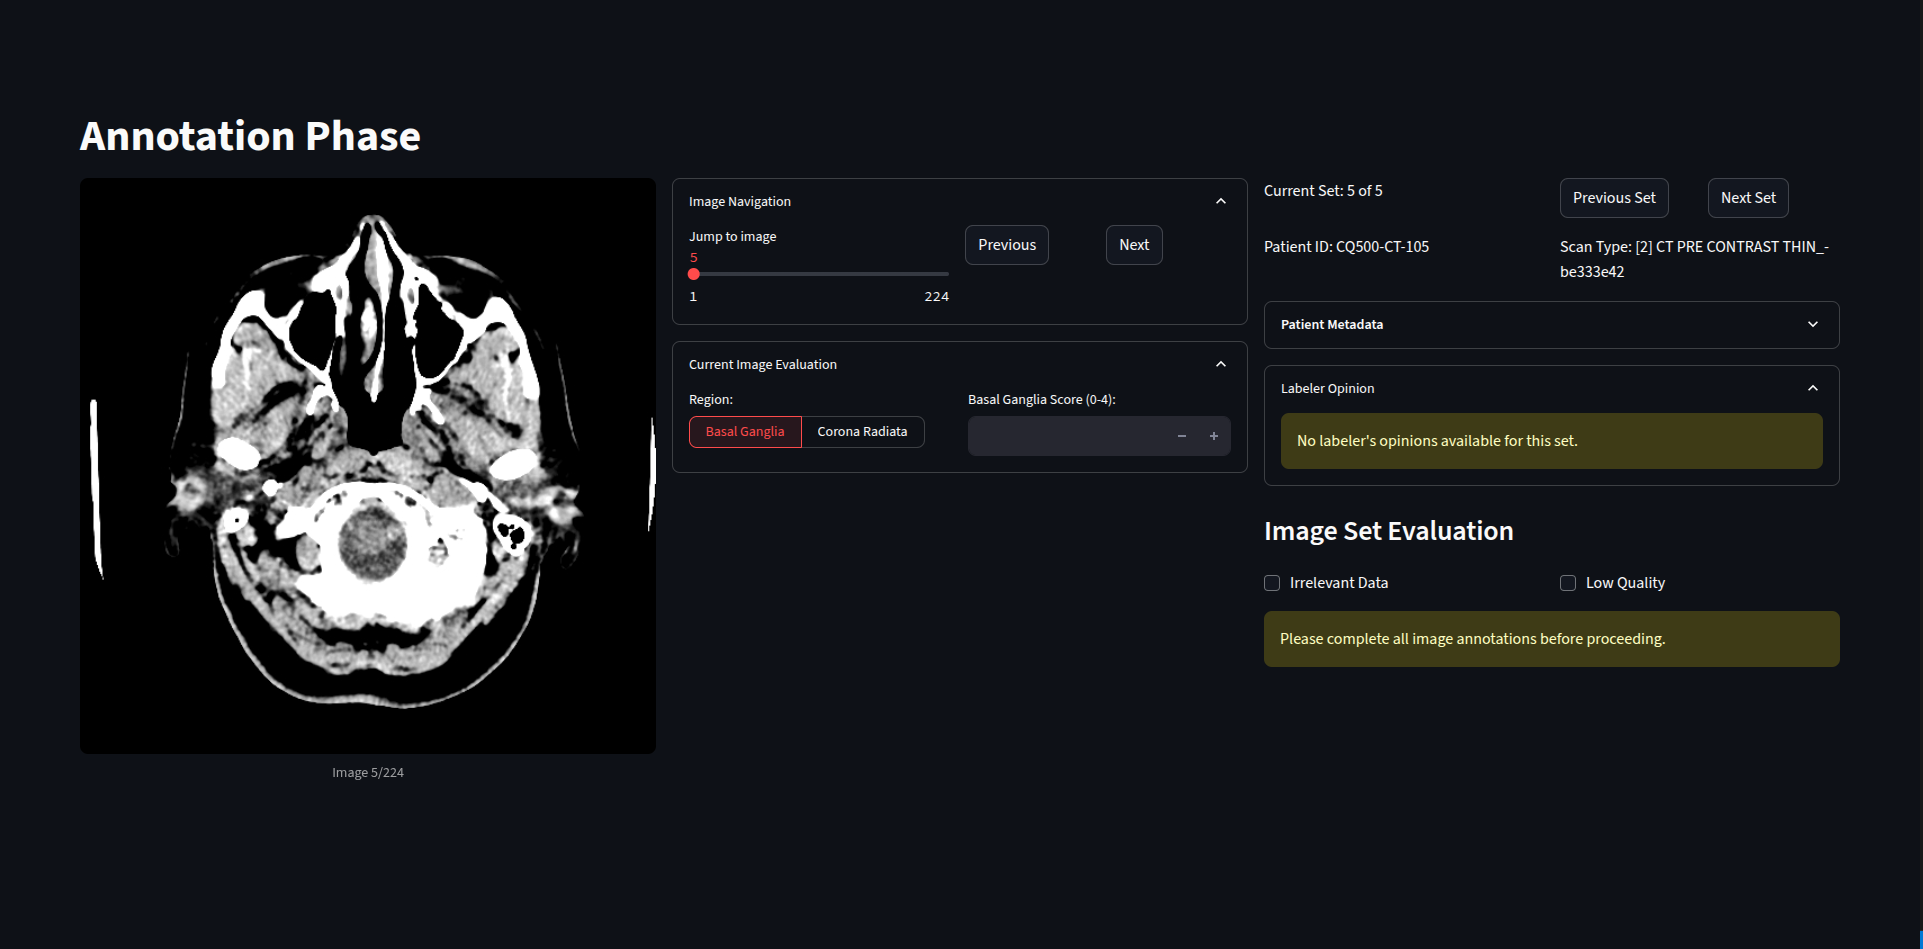 Annotation Phase
Image 5/224
Image Navigation
Jump to image
5
1
224
Previous
Next
Current Image Evaluation
Region:
Basal Ganglia
Corona Radiata
Basal Ganglia Score (0-4):
Current Set: 5 of 5
Previous Set
Next Set
Patient ID: CQ500-CT-105
Scan Type: [2] CT PRE CONTRAST THIN_-
be333e42
Patient Metadata
Labeler Opinion
No labeler's opinions available for this set.
Image Set Evaluation
Irrelevant Data
Low Quality
Please complete all image annotations before proceeding.